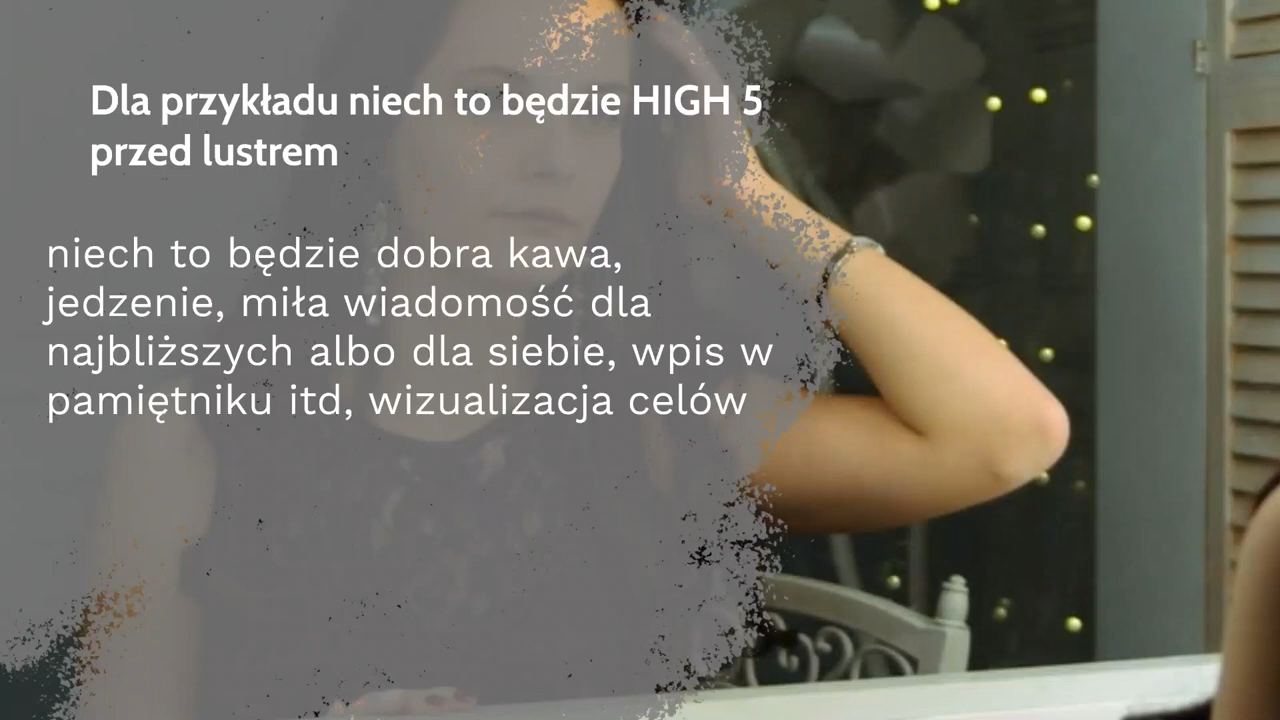 Dla przykładu niech to będzie HIGH 5
przed lustrem
niech to będzie dobra kawa,
jedzenie, miła wiadomość dla
najbliższych albo dla siebie, wpis w
pamiętniku itd, wizualizacja celów